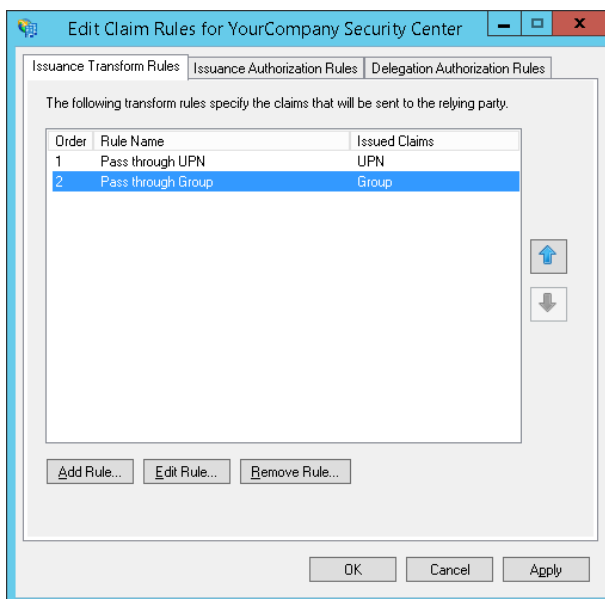 Edit Claim Rules for YourCompany Security Center
Issuance Transform Rules Issuance Authorization Rules Delegation Authorization Rules
The following transform rules specify the claims that will be sent to the relying party.
Order Rule Name Issued Claims
1 Pass through UPN UPN
2 Pass through Group Group
Add Rule... Edit Rule... Remove Rule...
OK Cancel Apply